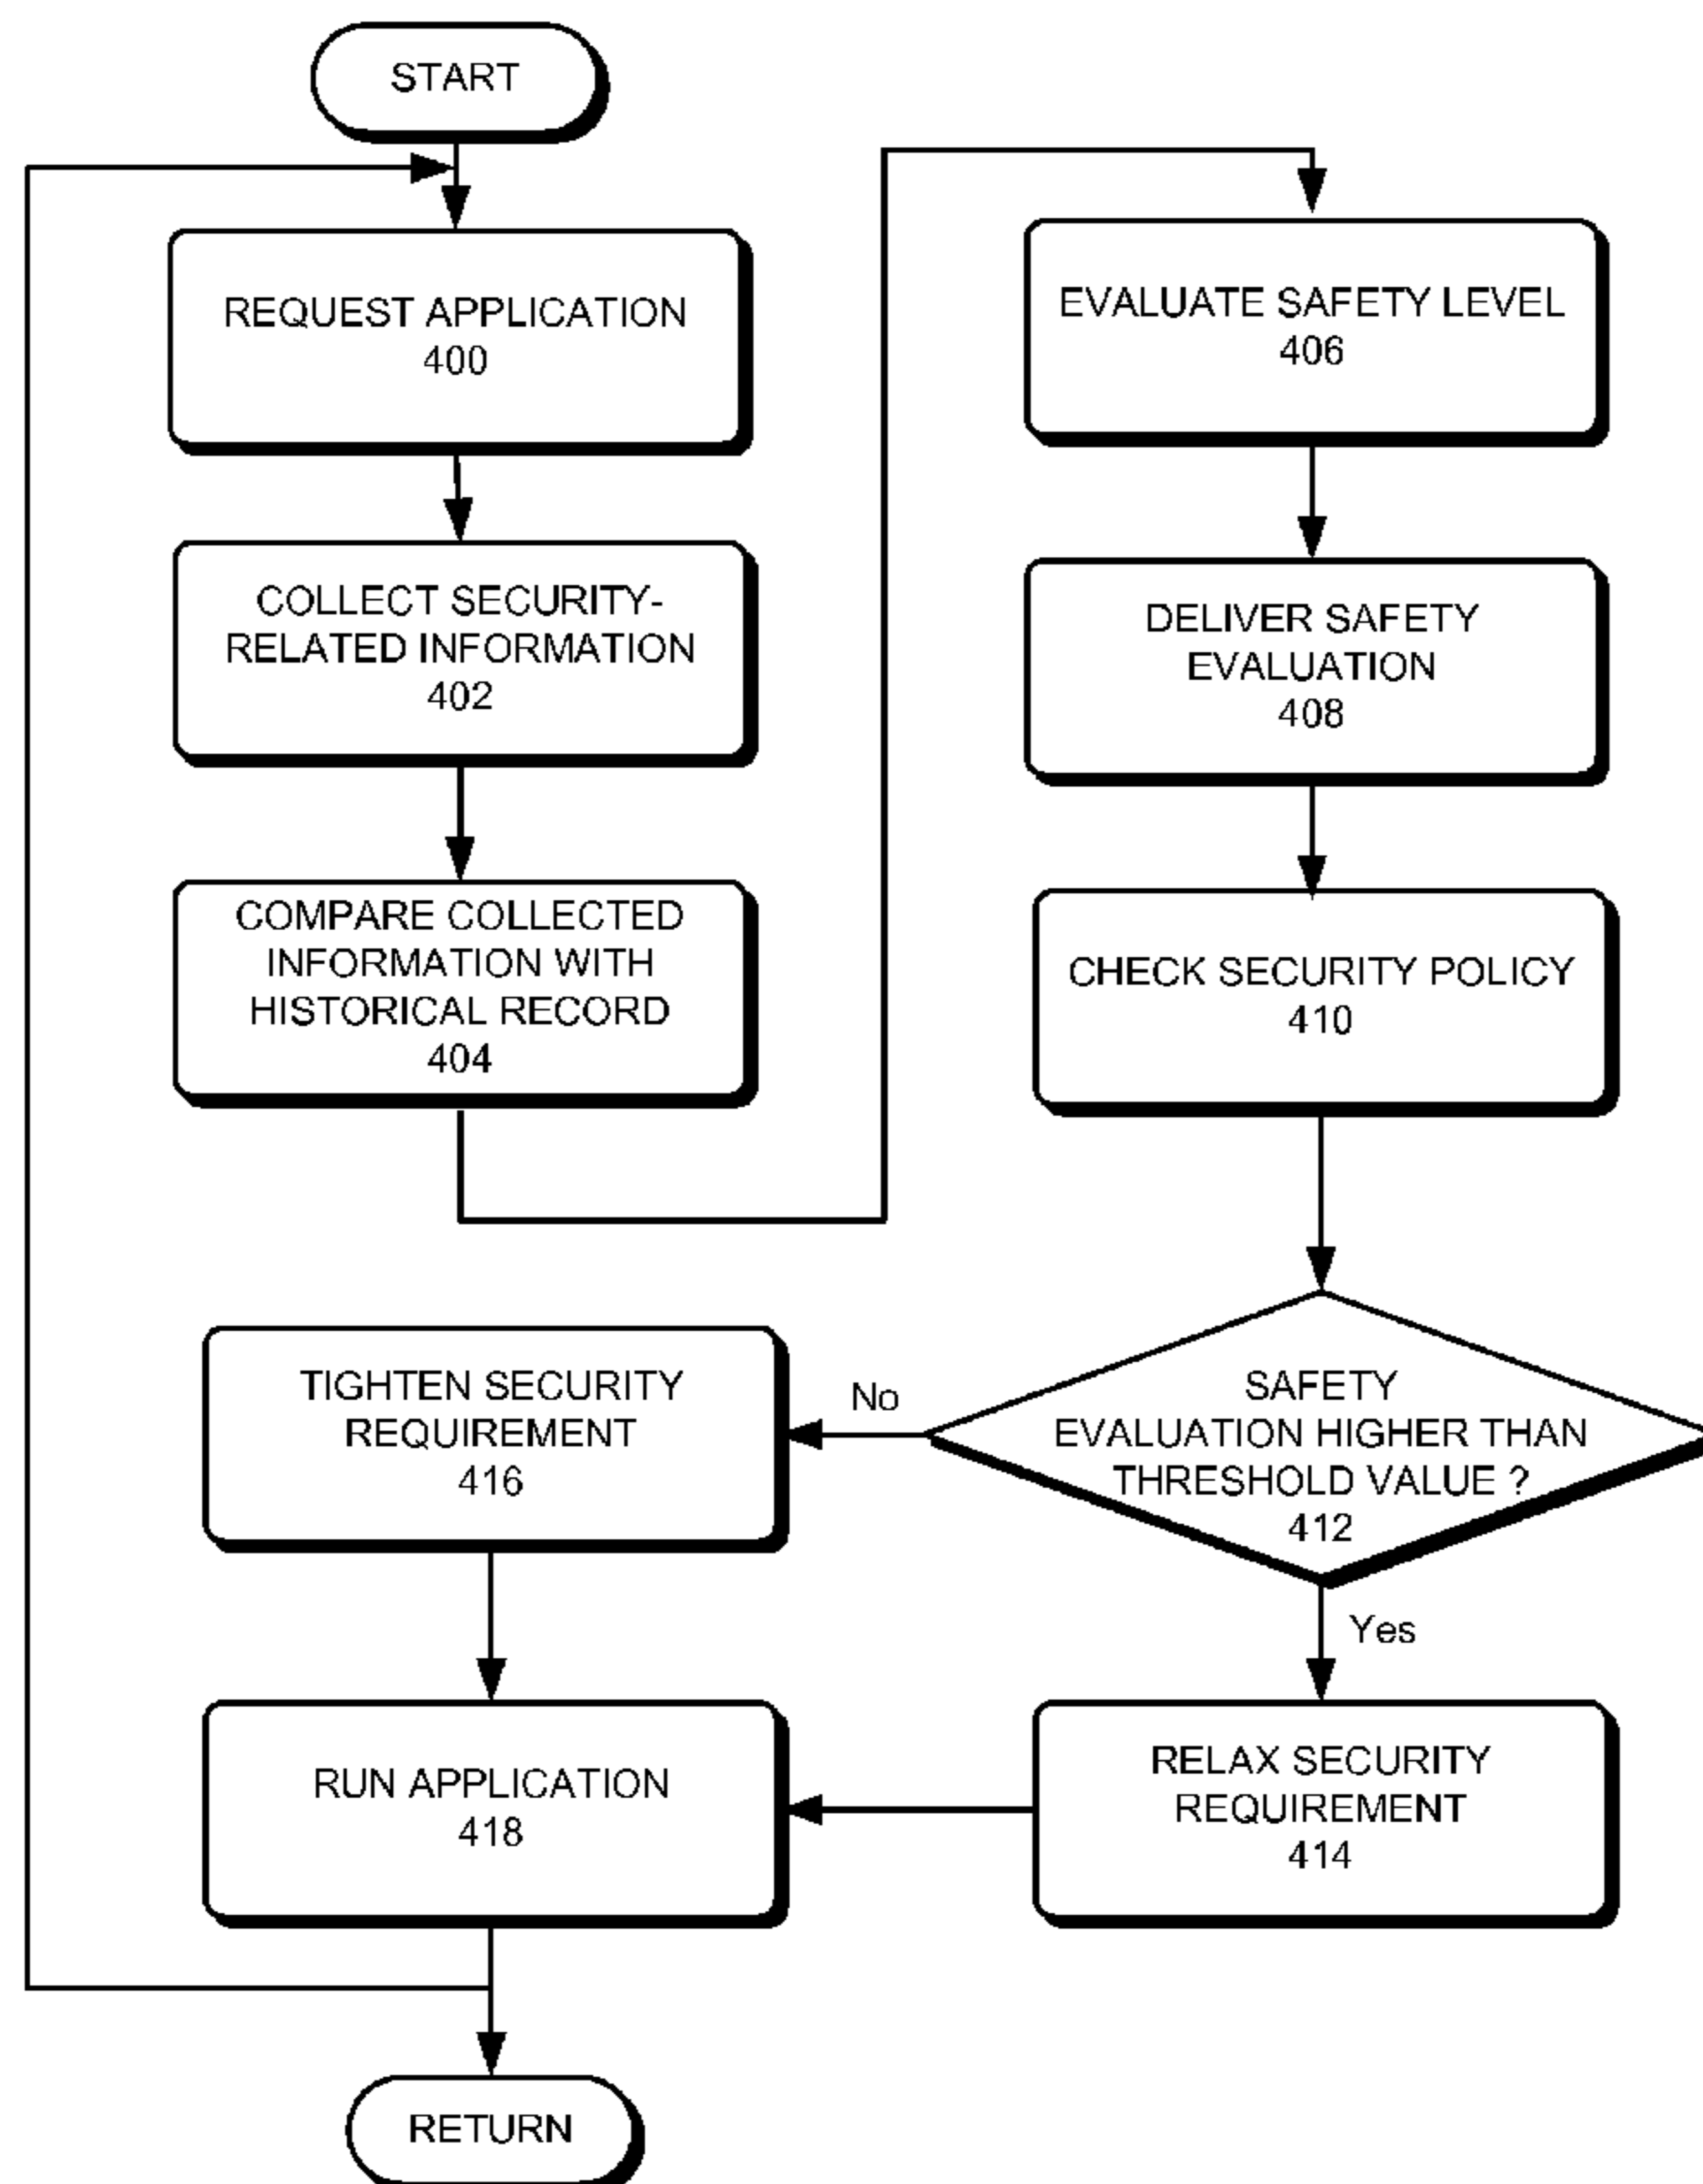 START
REQUEST APPLICATION
400
COLLECT SECURITY-
RELATED INFORMATION
402
COMPARE COLLECTED
INFORMATION WITH
HISTORICAL RECORD
404
EVALUATE SAFETY LEVEL
406
DELIVER SAFETY
EVALUATION
408
CHECK SECURITY POLICY
410
SAFETY
EVALUATION HIGHER THAN
THRESHOLD VALUE ?
412
No
Yes
TIGHTEN SECURITY
REQUIREMENT
416
RELAX SECURITY
REQUIREMENT
414
RUN APPLICATION
418
RETURN